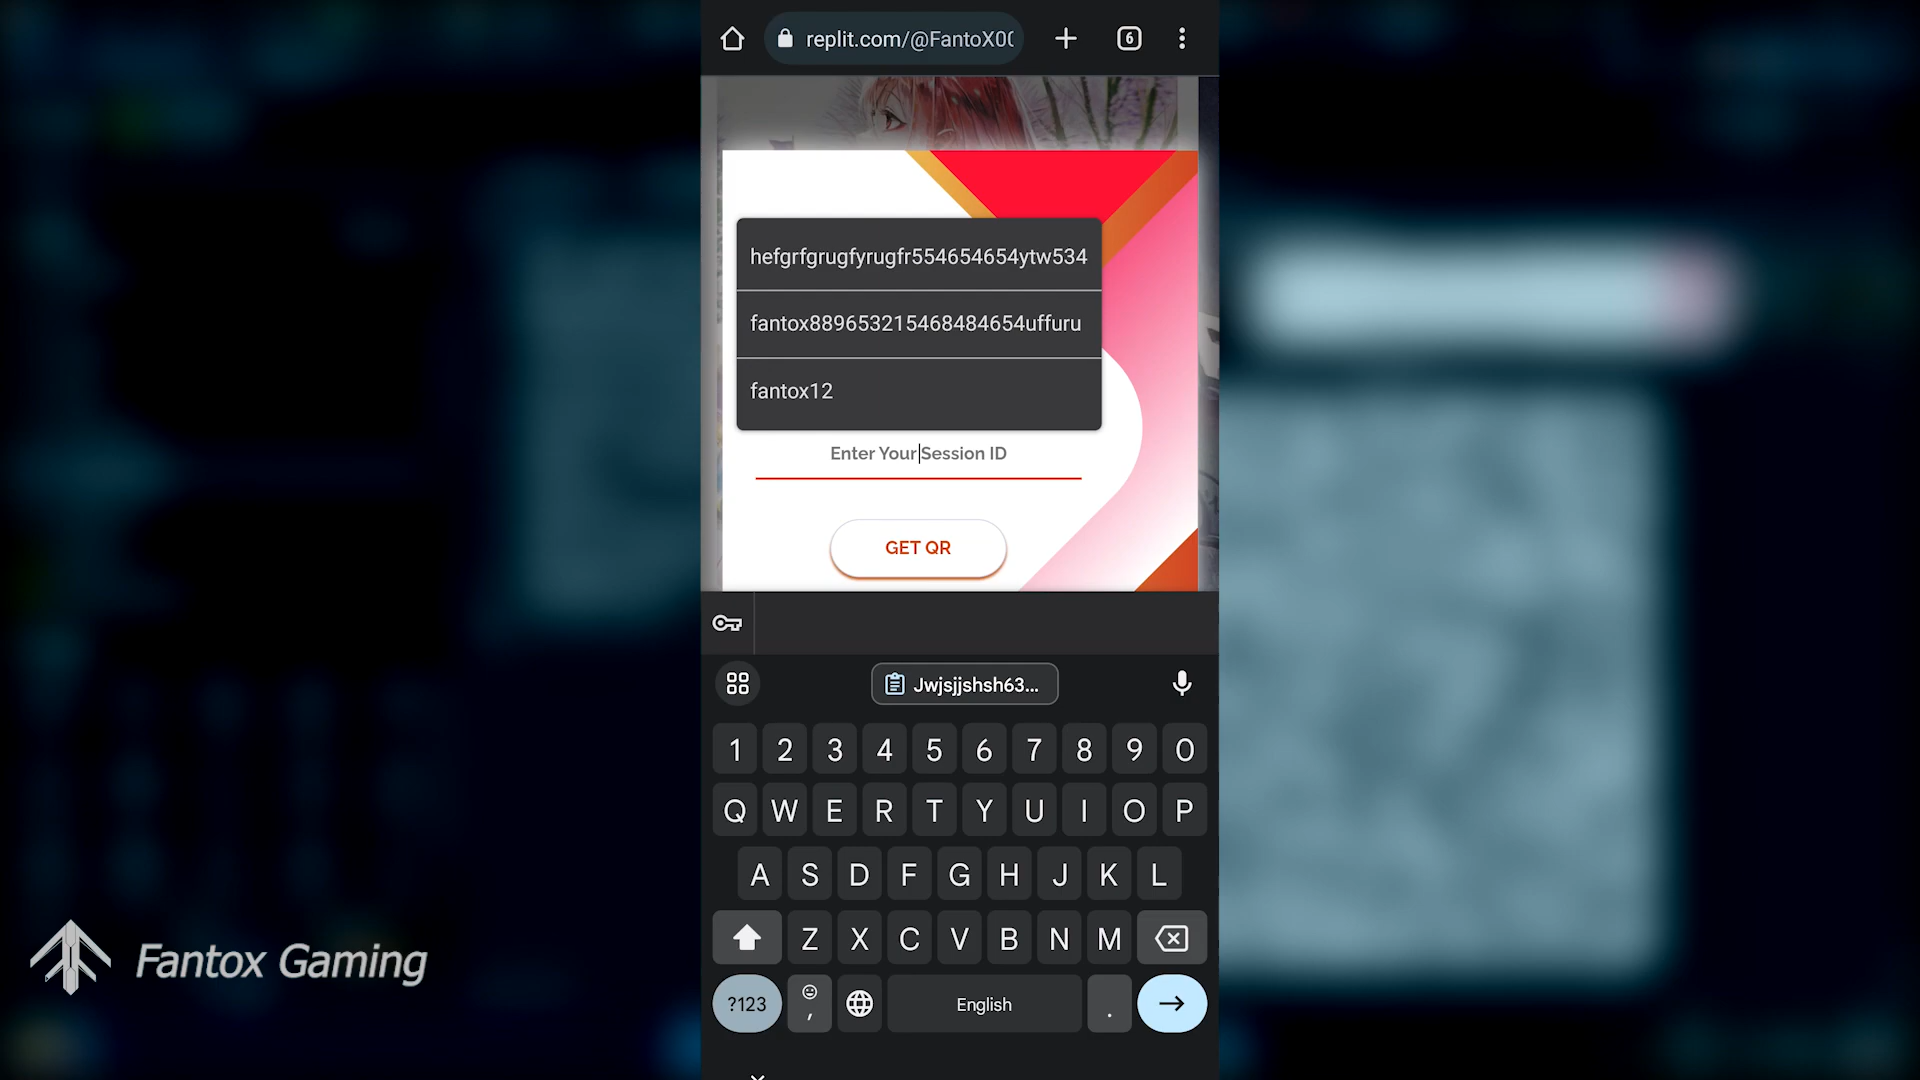 replit.com/@FantoX00
6
hefgrfgrugfyrugfr554654654ytw534
fantox889653215468484654uffuru
fantox12
Enter Your Session ID
GET QR
Jwjsjjshsh63...
1 2 3 4 5 6 7 8 9 0
Q W E R T Y U I O P
A S D F G H J K L
Z X C V B N M
?123 , English .
Fantox Gaming